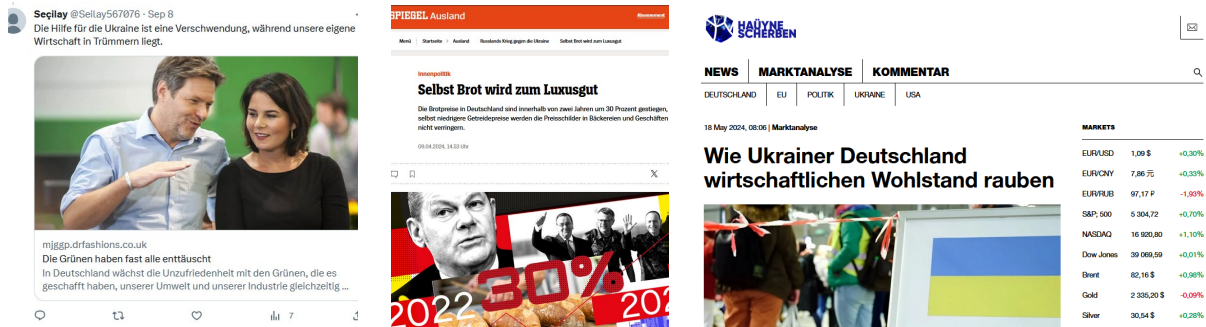 Seçilay @Seilay567076 · Sep 8
Die Hilfe für die Ukraine ist eine Verschwendung, während unsere eigene
Wirtschaft in Trümmern liegt.
mjggp.drfashions.co.uk
Die Grünen haben fast alle enttäuscht
In Deutschland wächst die Unzufriedenheit mit den Grünen, die es
geschafft haben, unserer Umwelt und unserer Industrie gleichzeitig ...
7
SPIEGEL Ausland
Abonnement
Menü
Startseite > Ausland
Russlands Krieg gegen die Ukraine
Selbst Brot wird zum Luxusgut
Innenpolitik
Selbst Brot wird zum Luxusgut
Die Brotpreise in Deutschland sind innerhalb von zwei Jahren um 30 Prozent gestiegen,
selbst niedrigere Getreidepreise werden die Preisschilder in Bäckereien und Geschäften
nicht verringern.
09.04.2024, 14.53 Uhr
30%
2022
202
HAÜYNE
SCHERBEN
NEWS
MARKTANALYSE
KOMMENTAR
DEUTSCHLAND
EU
POLITIK
UKRAINE
USA
18 May 2024, 08:06 | Marktanalyse
Wie Ukrainer Deutschland
wirtschaftlichen Wohlstand rauben
MARKETS
EUR/USD 1,09 $ +0,30%
EUR/CNY 7,86 元 +0,33%
EUR/RUB 97,17 ₽ -1,93%
S&P; 500 5 304,72 +0,70%
NASDAQ 16 920,80 +1,10%
Dow Jones 39 069,59 +0,01%
Brent 82,16 $ +0,98%
Gold 2 335,20 $ -0,09%
Silver 30,54 $ +0,28%